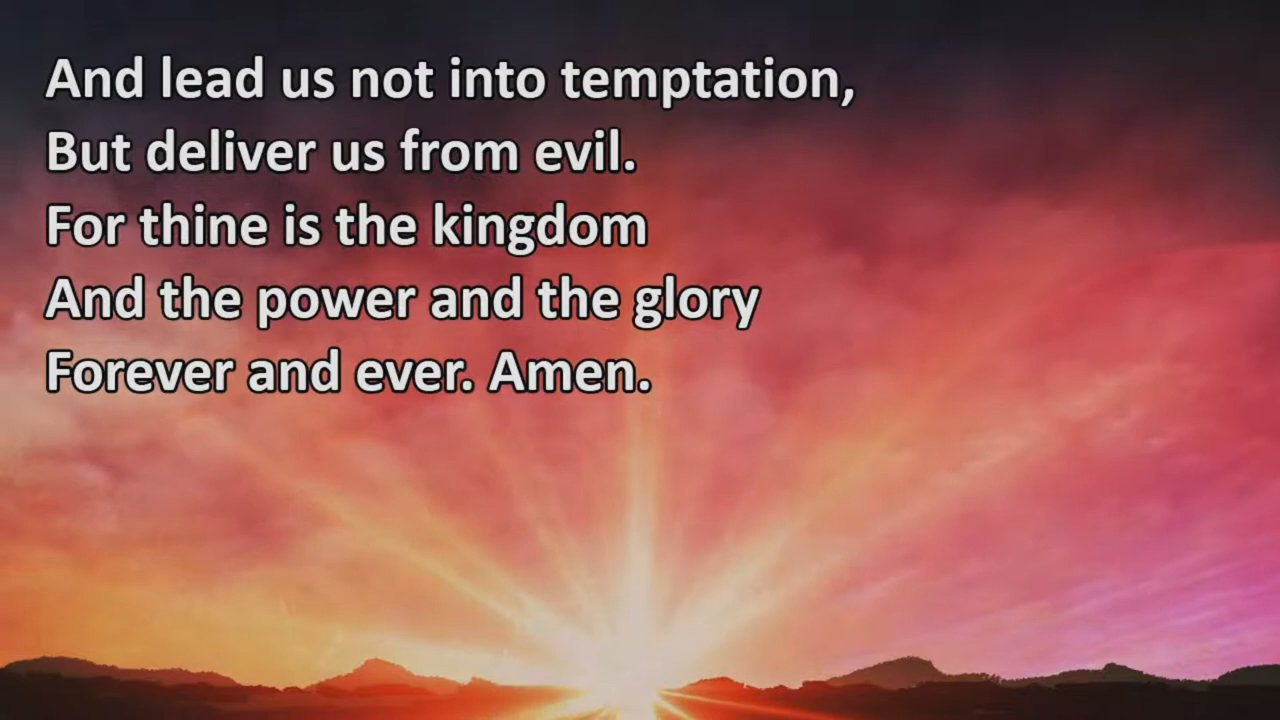 And lead us not into temptation,
But deliver us from evil.
For thine is the kingdom
And the power and the glory
Forever and ever. Amen.